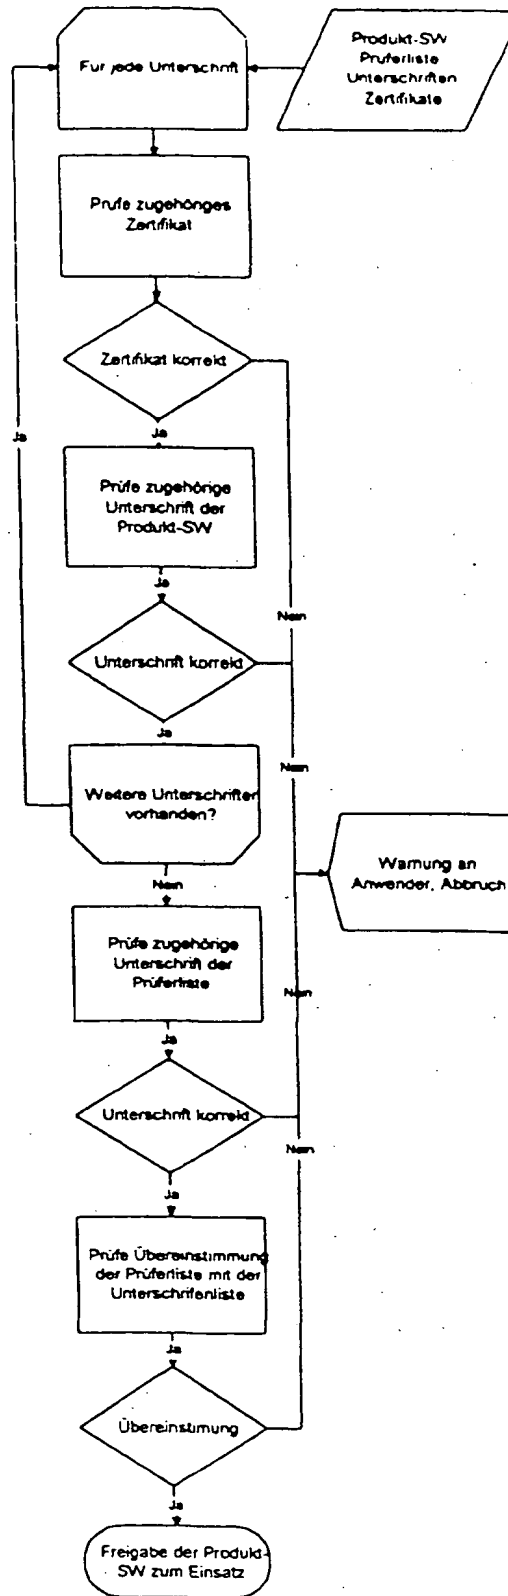 Für jede Unterschrift
Produkt-SW
Prüferliste
Unterschriften
Zertifikate
Prüfe zugehöriges
Zertifikat
Zertifikat korrekt
Ja
Ja
Prüfe zugehörige
Unterschrift der
Produkt-SW
Ja
Nein
Unterschrift korrekt
Ja
Nein
Weitere Unterschriften
vorhanden?
Warnung an
Anwender, Abbruch
Nein
Prüfe zugehörige
Unterschrift der
Prüferliste
Nein
Ja
Unterschrift korrekt
Nein
Ja
Prüfe Übereinstimmung
der Prüferliste mit der
Unterschrifenliste
Ja
Übereinstimung
Ja
Freigabe der Produkt-
SW zum Einsatz